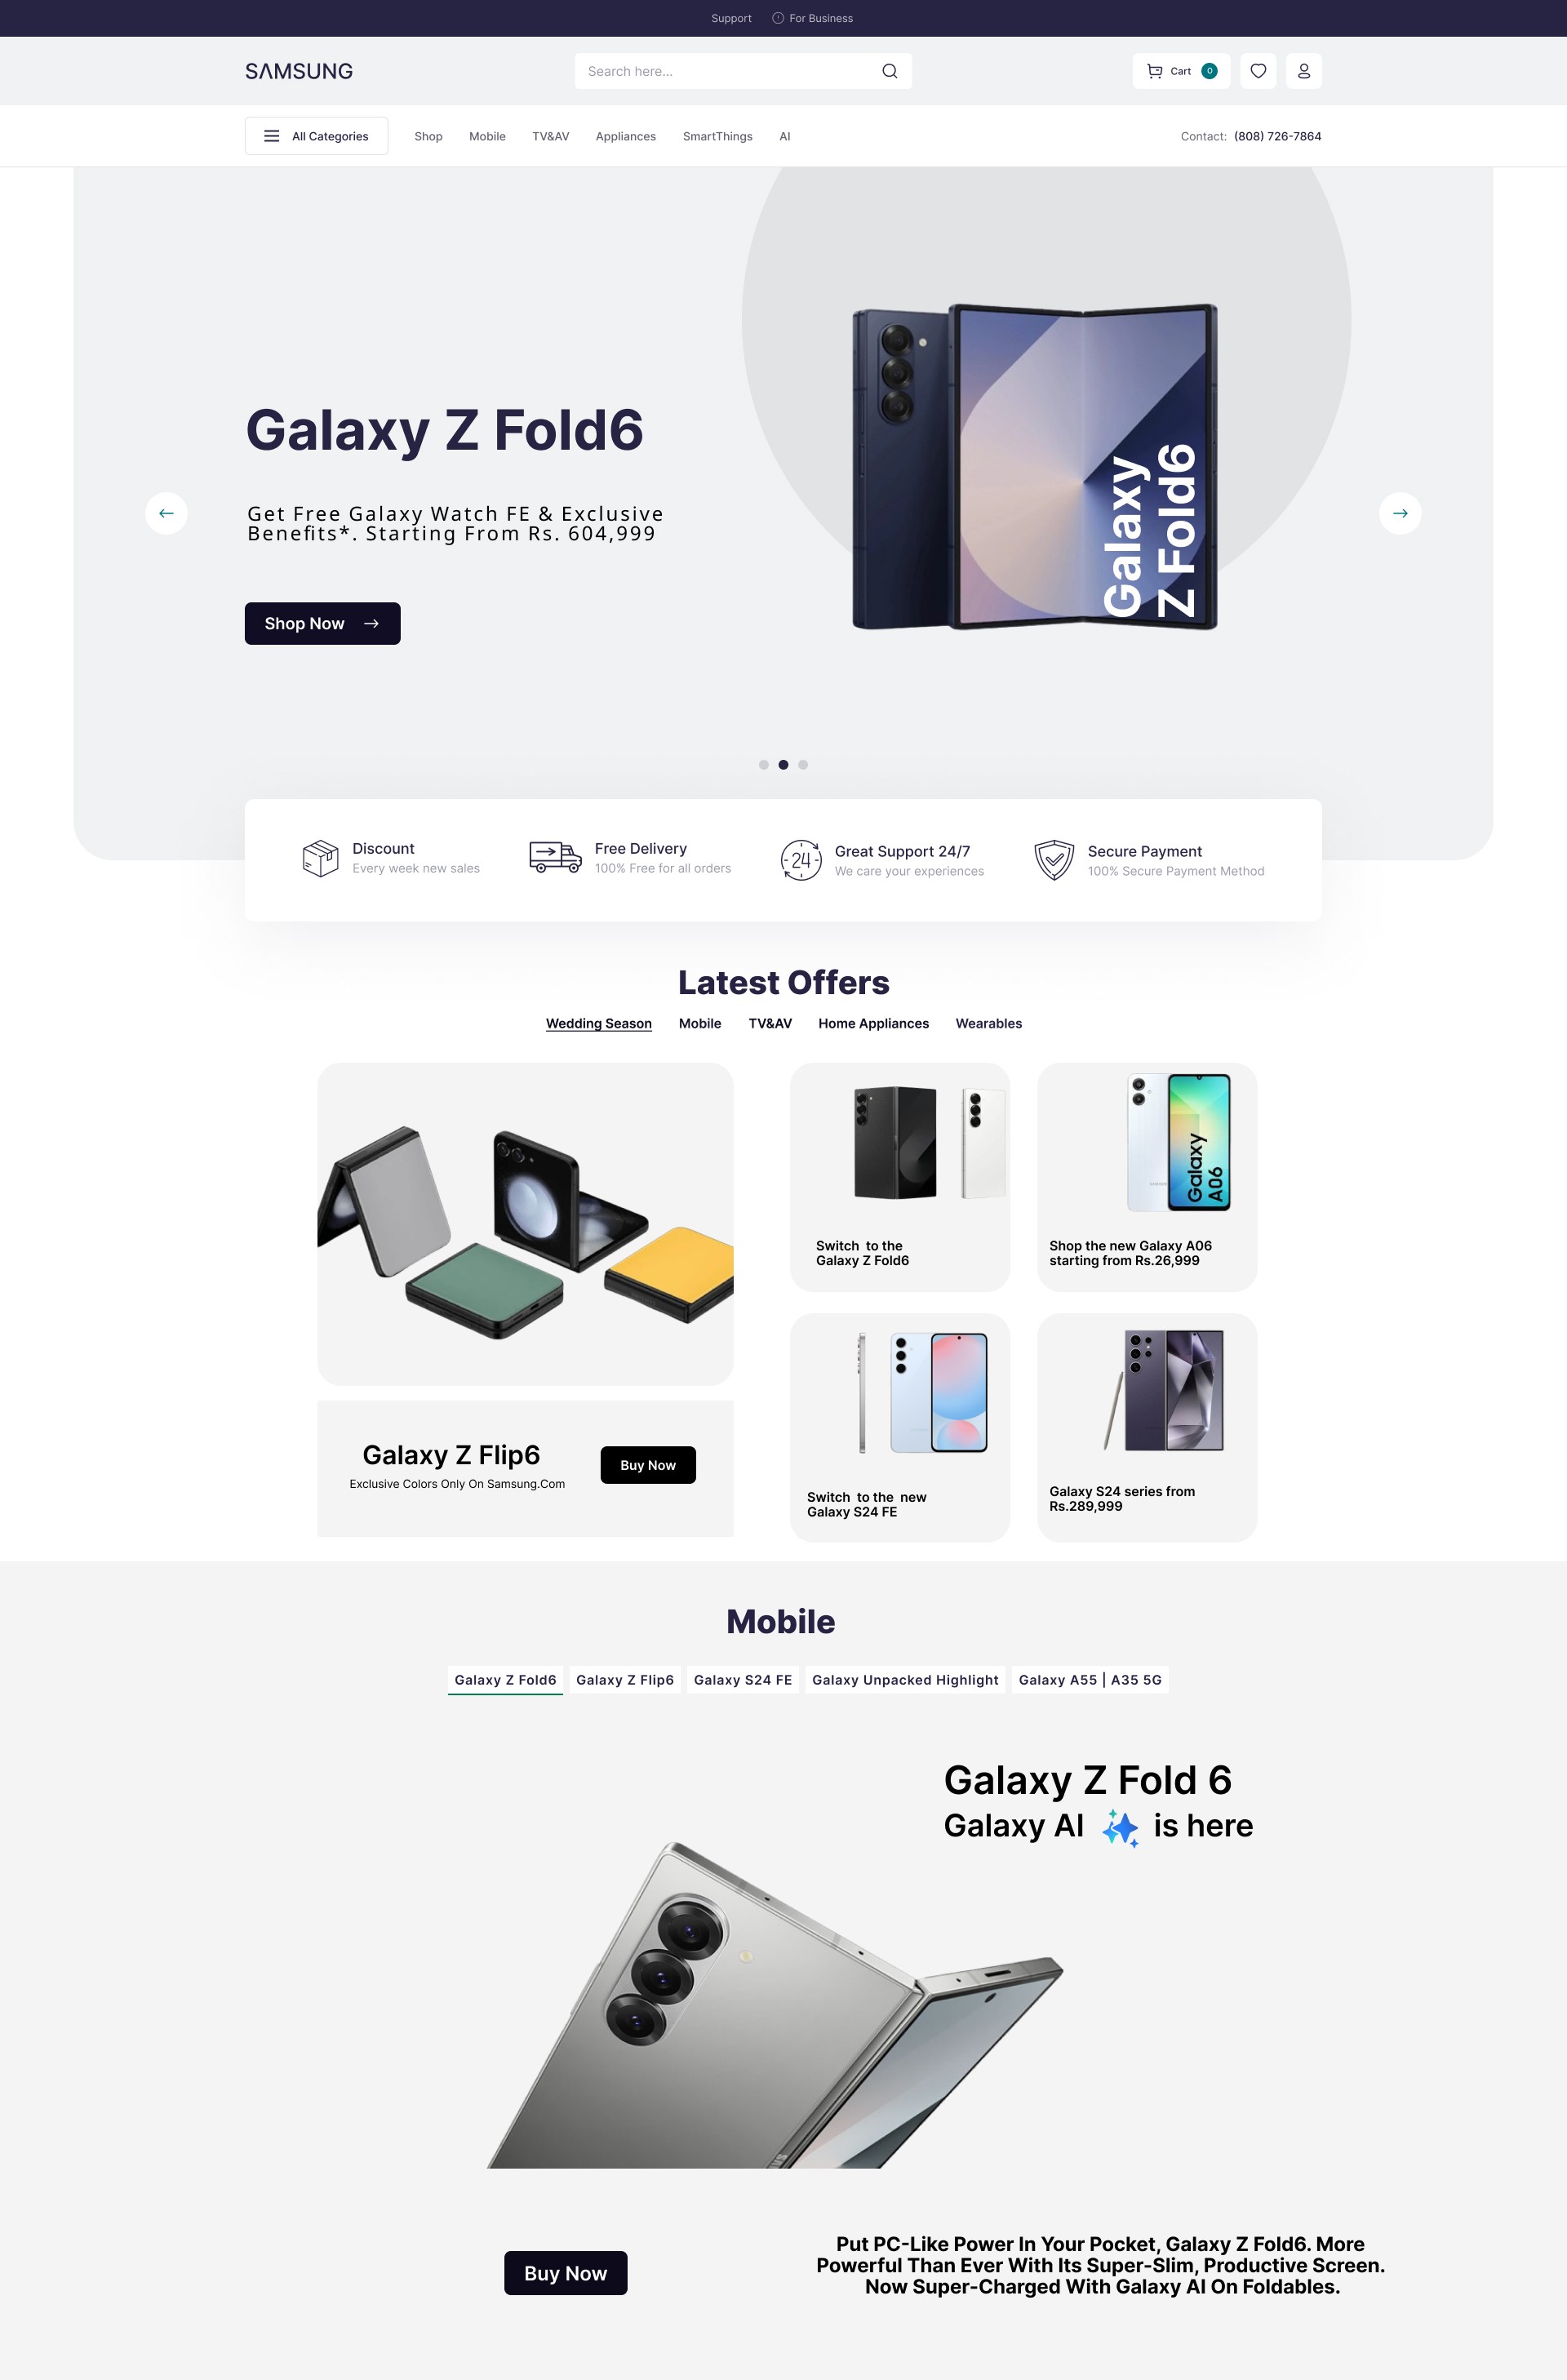 Support For Business
SAMSUNG
Search here...
Cart 0
All Categories Shop Mobile TV&AV Appliances SmartThings AI Contact: (808) 726-7864
Galaxy Z Fold6
Get Free Galaxy Watch FE & Exclusive
Benefits*. Starting From Rs. 604,999
Shop Now
Galaxy
Z Fold6
Discount
Every week new sales
Free Delivery
100% Free for all orders
24
Great Support 24/7
We care your experiences
Secure Payment
100% Secure Payment Method
Latest Offers
Wedding Season Mobile TV&AV Home Appliances Wearables
Galaxy Z Flip6
Exclusive Colors Only On Samsung.Com
Buy Now
Switch to the
Galaxy Z Fold6
Galaxy
A06
Shop the new Galaxy A06
starting from Rs.26,999
Switch to the new
Galaxy S24 FE
Galaxy S24 series from
Rs.289,999
Mobile
Galaxy Z Fold6 Galaxy Z Flip6 Galaxy S24 FE Galaxy Unpacked Highlight Galaxy A55 | A35 5G
Galaxy Z Fold 6
Galaxy AI is here
Buy Now
Put PC-Like Power In Your Pocket, Galaxy Z Fold6. More
Powerful Than Ever With Its Super-Slim, Productive Screen.
Now Super-Charged With Galaxy AI On Foldables.